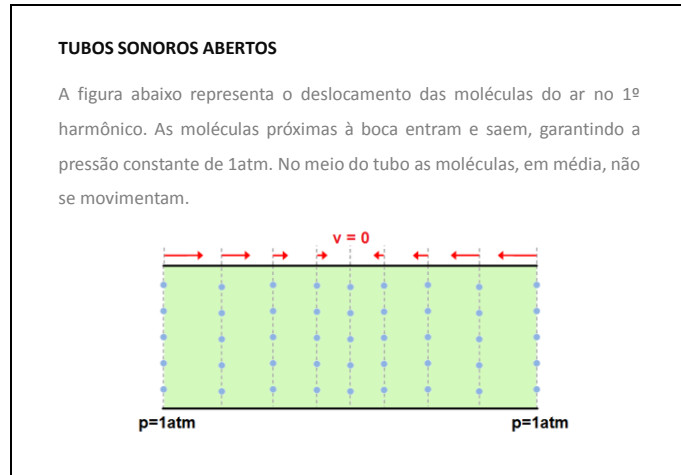 TUBOS SONOROS ABERTOS
A figura abaixo representa o deslocamento das moléculas do ar no 1º
harmônico. As moléculas próximas à boca entram e saem, garantindo a
pressão constante de 1atm. No meio do tubo as moléculas, em média, não
se movimentam.
v = 0
p=1atm p=1atm